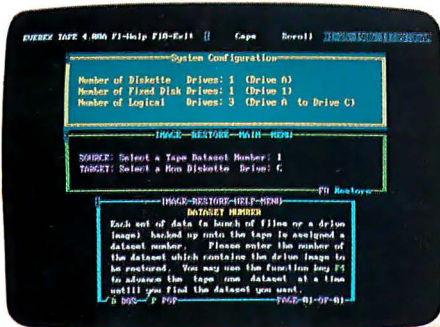 EVEREX TAPE 4.00A F1-Help F10-Exit Caps Scroll
System Configuration
Number of Diskette Drives: 1 (Drive A)
Number of Fixed Disk Drives: 1 (Drive 1)
Number of Logical Drives: 3 (Drive A to Drive C)
IMAGE-RESTORE-MAIN-MENU
SOURCE: Select a Tape Dataset Number: 1
TARGET: Select a Non Diskette Drive: C
F8 Restore
IMAGE-RESTORE-HELP-MENU
DATASET NUMBER
Each set of data (a bunch of files or a drive
image) backed up onto the tape is assigned a
dataset number. Please enter the number of
the dataset which contains the drive image to
be restored. You may use the function key F4
to advance the tape one dataset at a time
until you find the dataset you want.
D DOS P POP PAGE-01-OF-01